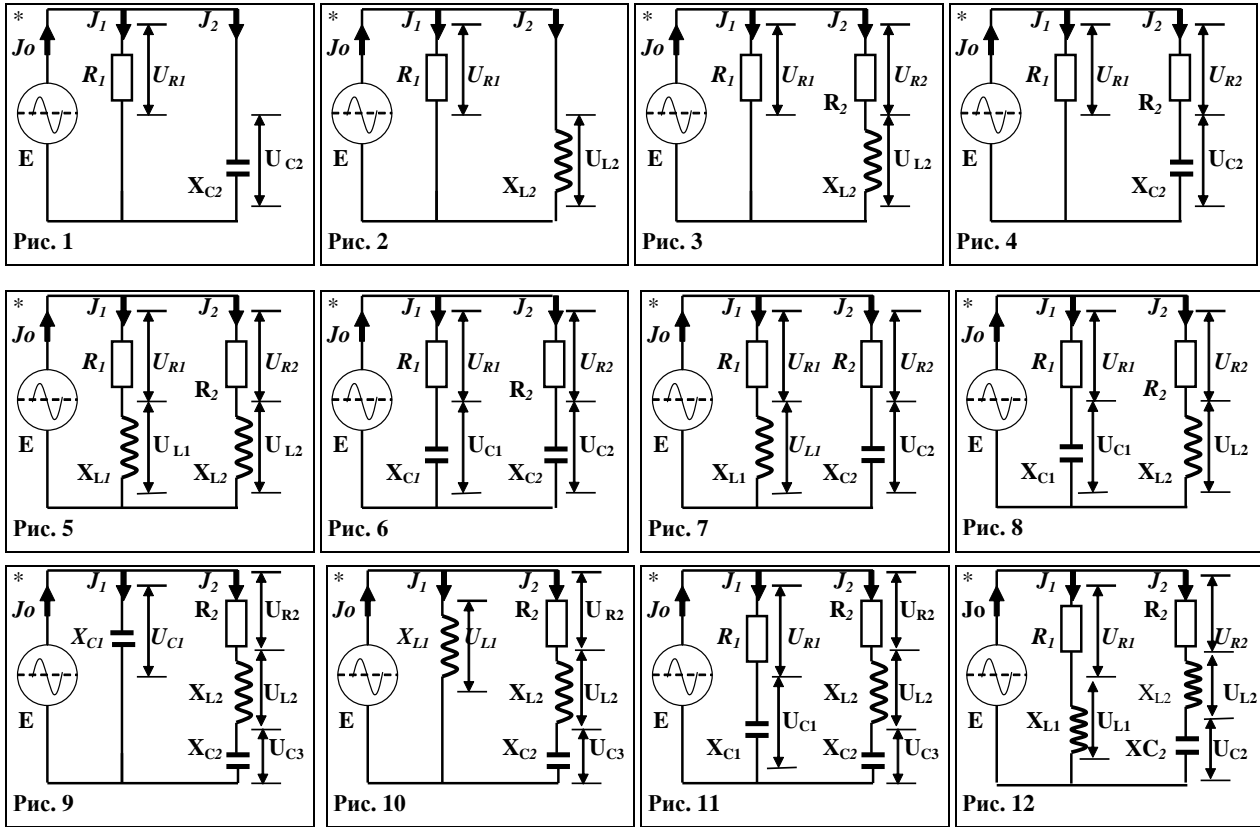 * J1 J2
Jo
R1 UR1
E
UC2
XC2
Рис. 1
* J1 J2
Jo
R1 UR1
E
UL2
XL2
Рис. 2
* J1 J2
Jo
R1 UR1 UR2
R2
E
UL2
XL2
Рис. 3
* J1 J2
Jo
R1 UR1 UR2
R2
E
UC2
XC2
Рис. 4
* J1 J2
Jo
R1 UR1 UR2
R2
E UL1 UL2
XL1 XL2
Рис. 5
* J1 J2
Jo
R1 UR1 UR2
R2
E UC1 UC2
XC1 XC2
Рис. 6
* J1 J2
Jo
R1 UR1 R2 UR2
E UL1 UC2
XL1 XC2
Рис. 7
* J1 J2
Jo
R1 UR1 UR2
R2
E UC1 UL2
XC1 XL2
Рис. 8
* J1 J2
Jo R2 UR2
XC1 UC1
XL2 UL2
E
XC2 UC3
Рис. 9
* J1 J2
Jo R2 UR2
XL1 UL1
XL2 UL2
E
XC2 UC3
Рис. 10
* J1 J2
Jo R2 UR2
R1 UR1
XL2 UL2
E UC1
XC1 XC2 UC3
Рис. 11
* J1 J2
Jo R2
R1 UR1 UR2
XL2 UL2
E XL1 UL1
XC2 UC2
Рис. 12